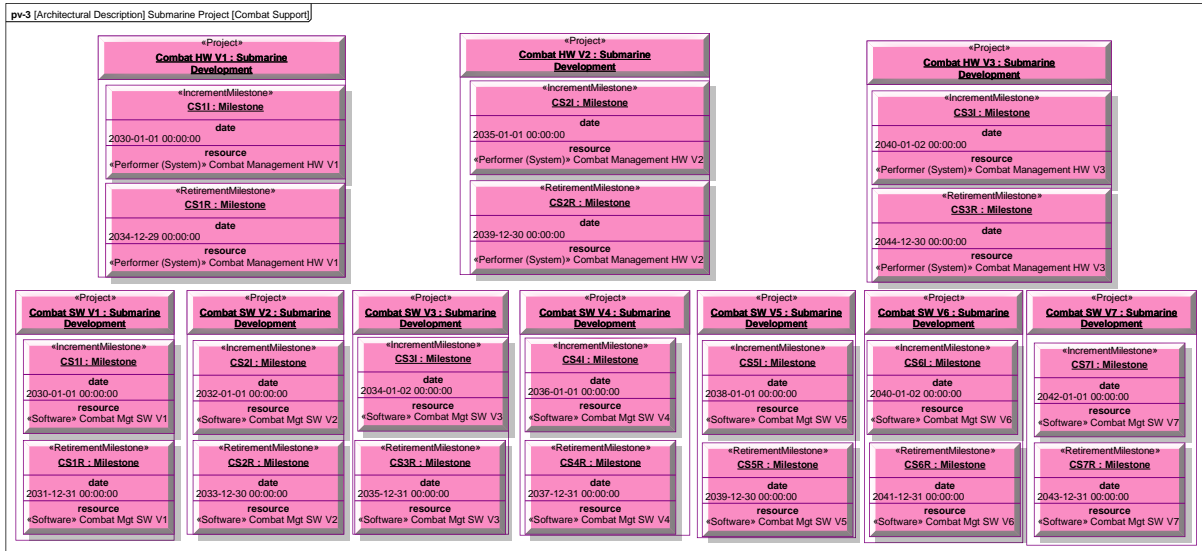 pv-3 [Architectural Description] Submarine Project [Combat Support]
«Project»
Combat HW V1 : Submarine
Development
«IncrementMilestone»
CS1I : Milestone
date
2030-01-01 00:00:00
resource
«Performer (System)» Combat Management HW V1
«RetirementMilestone»
CS1R : Milestone
date
2034-12-29 00:00:00
resource
«Performer (System)» Combat Management HW V1
«Project»
Combat HW V2 : Submarine
Development
«IncrementMilestone»
CS2I : Milestone
date
2035-01-01 00:00:00
resource
«Performer (System)» Combat Management HW V2
«RetirementMilestone»
CS2R : Milestone
date
2039-12-30 00:00:00
resource
«Performer (System)» Combat Management HW V2
«Project»
Combat HW V3 : Submarine
Development
«IncrementMilestone»
CS3I : Milestone
date
2040-01-02 00:00:00
resource
«Performer (System)» Combat Management HW V3
«RetirementMilestone»
CS3R : Milestone
date
2044-12-30 00:00:00
resource
«Performer (System)» Combat Management HW V3
«Project»
Combat SW V1 : Submarine
Development
«IncrementMilestone»
CS1I : Milestone
date
2030-01-01 00:00:00
resource
«Software» Combat Mgt SW V1
«RetirementMilestone»
CS1R : Milestone
date
2031-12-31 00:00:00
resource
«Software» Combat Mgt SW V1
«Project»
Combat SW V2 : Submarine
Development
«IncrementMilestone»
CS2I : Milestone
date
2032-01-01 00:00:00
resource
«Software» Combat Mgt SW V2
«RetirementMilestone»
CS2R : Milestone
date
2033-12-30 00:00:00
resource
«Software» Combat Mgt SW V2
«Project»
Combat SW V3 : Submarine
Development
«IncrementMilestone»
CS3I : Milestone
date
2034-01-02 00:00:00
resource
«Software» Combat Mgt SW V3
«RetirementMilestone»
CS3R : Milestone
date
2035-12-31 00:00:00
resource
«Software» Combat Mgt SW V3
«Project»
Combat SW V4 : Submarine
Development
«IncrementMilestone»
CS4I : Milestone
date
2036-01-01 00:00:00
resource
«Software» Combat Mgt SW V4
«RetirementMilestone»
CS4R : Milestone
date
2037-12-31 00:00:00
resource
«Software» Combat Mgt SW V4
«Project»
Combat SW V5 : Submarine
Development
«IncrementMilestone»
CS5I : Milestone
date
2038-01-01 00:00:00
resource
«Software» Combat Mgt SW V5
«RetirementMilestone»
CS5R : Milestone
date
2039-12-30 00:00:00
resource
«Software» Combat Mgt SW V5
«Project»
Combat SW V6 : Submarine
Development
«IncrementMilestone»
CS6I : Milestone
date
2040-01-02 00:00:00
resource
«Software» Combat Mgt SW V6
«RetirementMilestone»
CS6R : Milestone
date
2041-12-31 00:00:00
resource
«Software» Combat Mgt SW V6
«Project»
Combat SW V7 : Submarine
Development
«IncrementMilestone»
CS7I : Milestone
date
2042-01-01 00:00:00
resource
«Software» Combat Mgt SW V7
«RetirementMilestone»
CS7R : Milestone
date
2043-12-31 00:00:00
resource
«Software» Combat Mgt SW V7